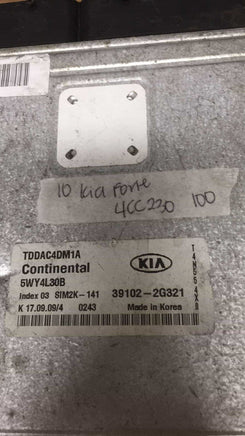 10 Kia Forte
4CC230 100
TDDAC4DM1A
Continental
KIA
5WY4L30B
Index 03 SIM2K-141 39102-2G321
K 17.09.09/4 0243 Made in Korea